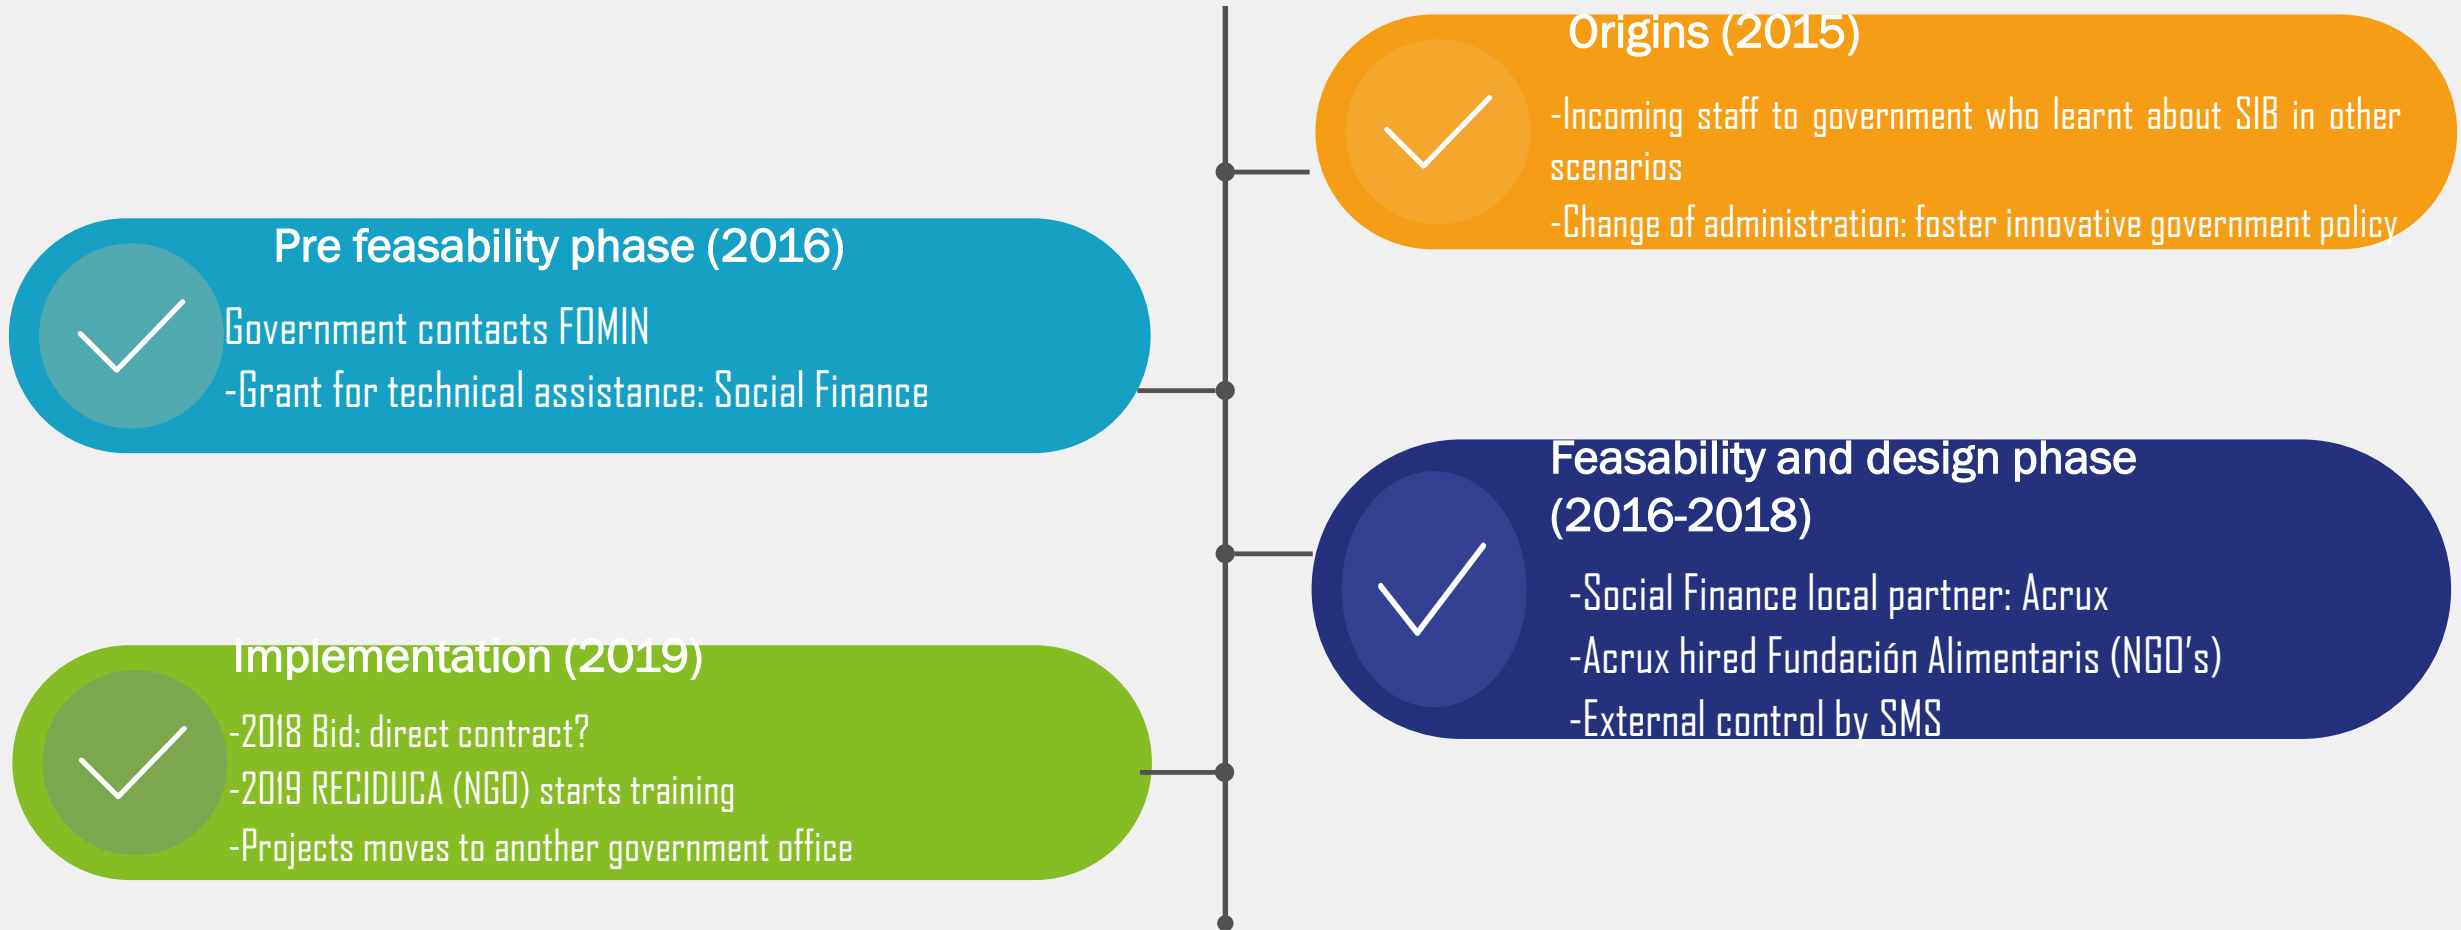 Origins (2015)
-Incoming staff to government who learnt about SIB in other
scenarios
-Change of administration: foster innovative government policy
Pre feasability phase (2016)
Government contacts FOMIN
-Grant for technical assistance: Social Finance
Feasability and design phase
(2016-2018)
-Social Finance local partner: Acrux
-Acrux hired Fundación Alimentaris (NGO's)
-External control by SMS
Implementation (2019)
-2018 Bid: direct contract?
-2019 RECIDUCA (NGO) starts training
-Projects moves to another government office